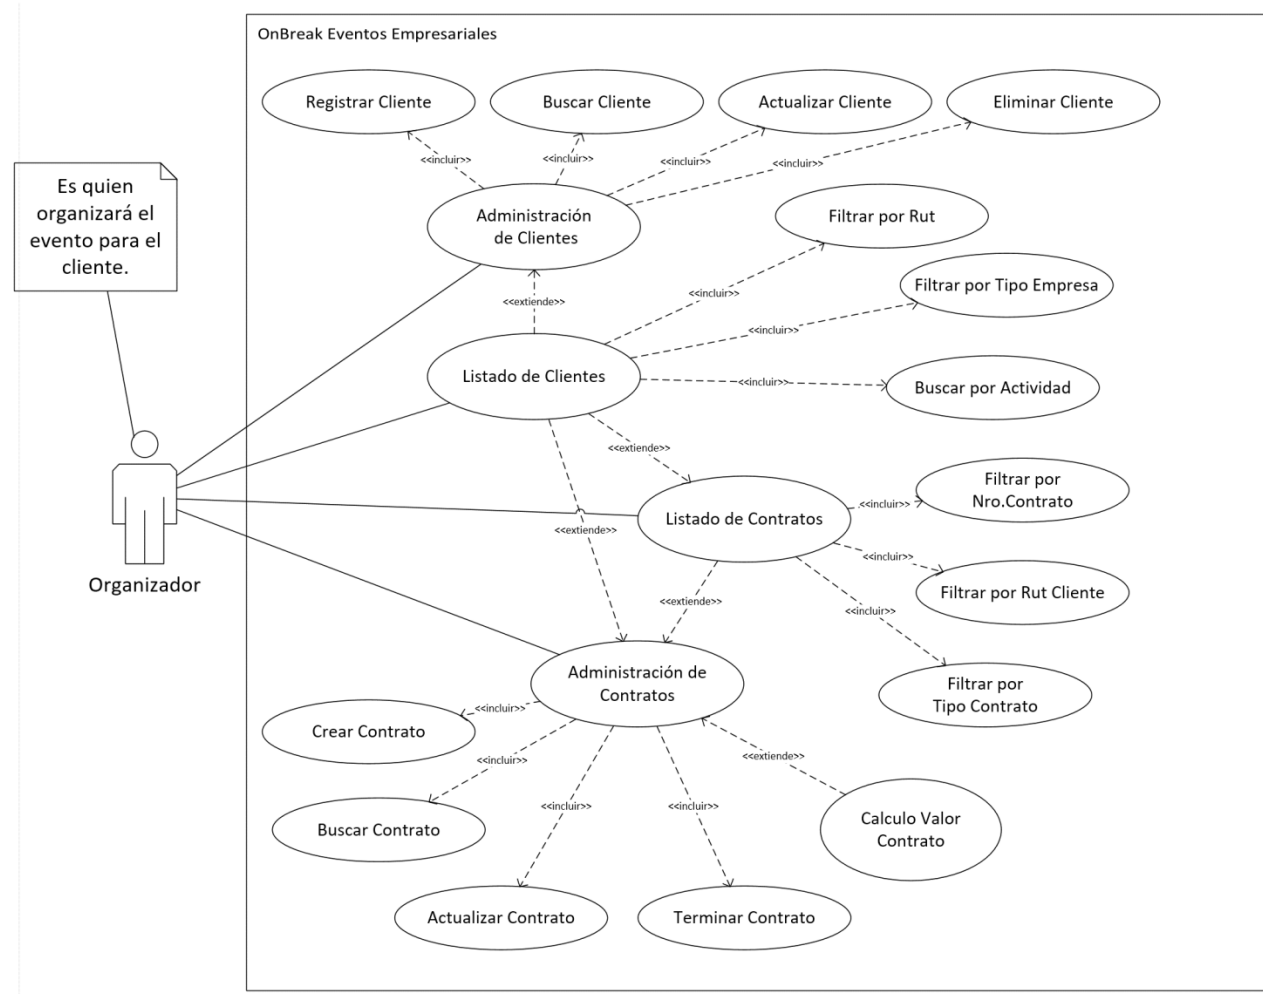 OnBreak Eventos Empresariales
Registrar Cliente
Buscar Cliente
Actualizar Cliente
Eliminar Cliente
<<incluir>>
<<incluir>>
<<incluir>>
<<incluir>>
Es quien
organizará el
evento para el
cliente.
Administración
de Clientes
Filtrar por Rut
<<extiende>>
<<incluir>>
Filtrar por Tipo Empresa
<<incluir>>
Listado de Clientes
<<incluir>>
Buscar por Actividad
<<extiende>>
Filtrar por
Nro.Contrato
<<incluir>>
Listado de Contratos
<<extiende>>
<<incluir>>
Organizador
Filtrar por Rut Cliente
<<extiende>>
<<incluir>>
Administración de
Contratos
Filtrar por
Tipo Contrato
<<incluir>>
Crear Contrato
<<incluir>>
<<extiende>>
<<incluir>>
<<incluir>>
Calculo Valor
Contrato
Buscar Contrato
Actualizar Contrato
Terminar Contrato